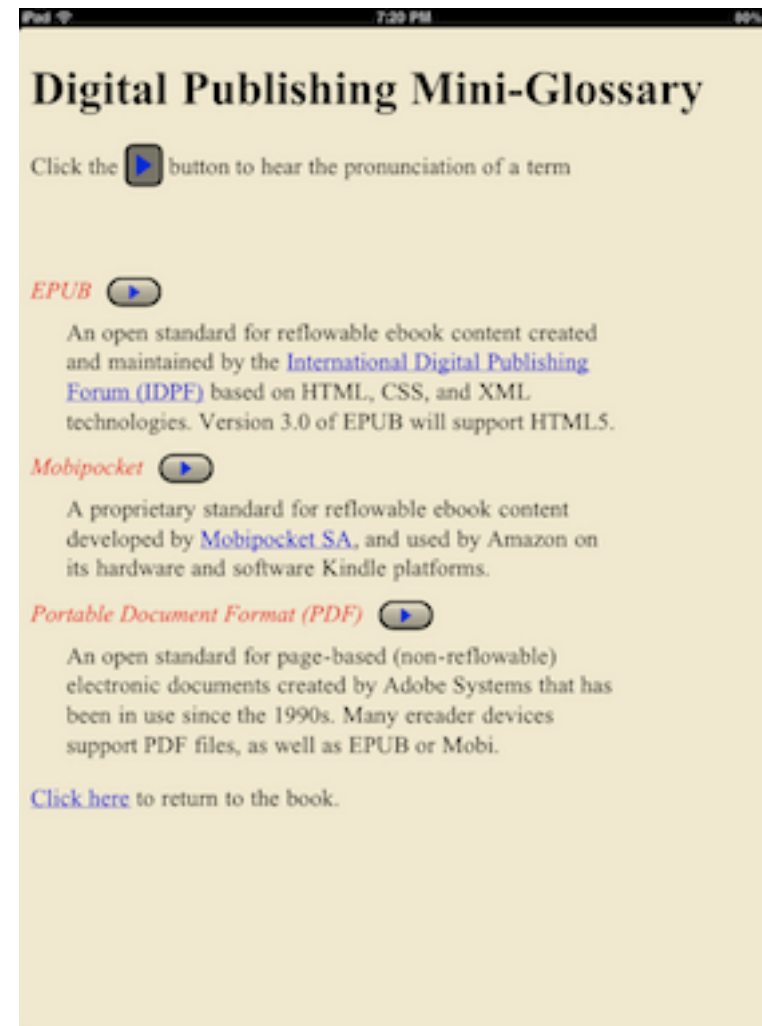 iPad 7:20 PM
Digital Publishing Mini-Glossary
Click the button to hear the pronunciation of a term
EPUB
An open standard for reflowable ebook content created
and maintained by the International Digital Publishing
Forum (IDPF) based on HTML, CSS, and XML
technologies. Version 3.0 of EPUB will support HTML5.
Mobipocket
A proprietary standard for reflowable ebook content
developed by Mobipocket SA, and used by Amazon on
its hardware and software Kindle platforms.
Portable Document Format (PDF)
An open standard for page-based (non-reflowable)
electronic documents created by Adobe Systems that has
been in use since the 1990s. Many ereader devices
support PDF files, as well as EPUB or Mobi.
Click here to return to the book.